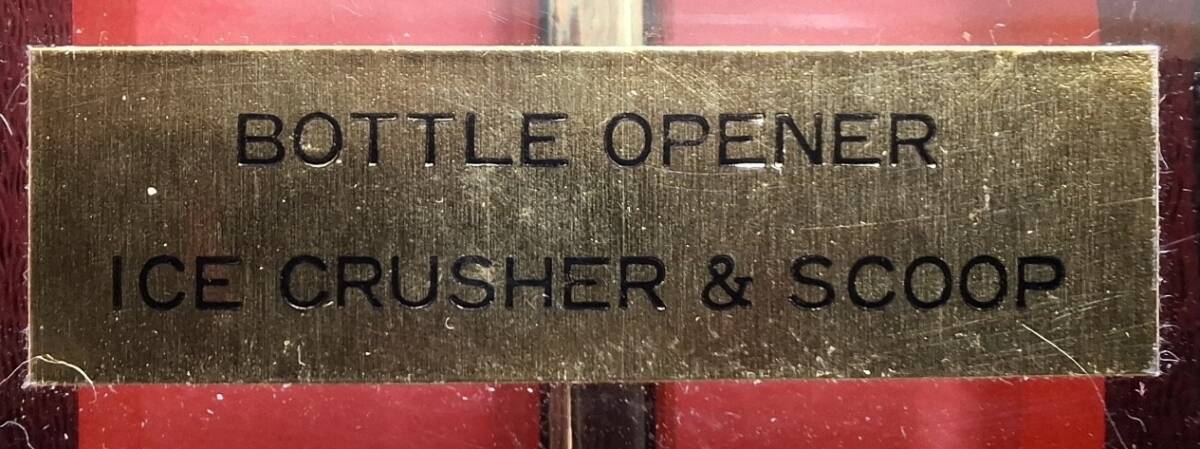 BOTTLE OPENER
ICE CRUSHER & SCOOP